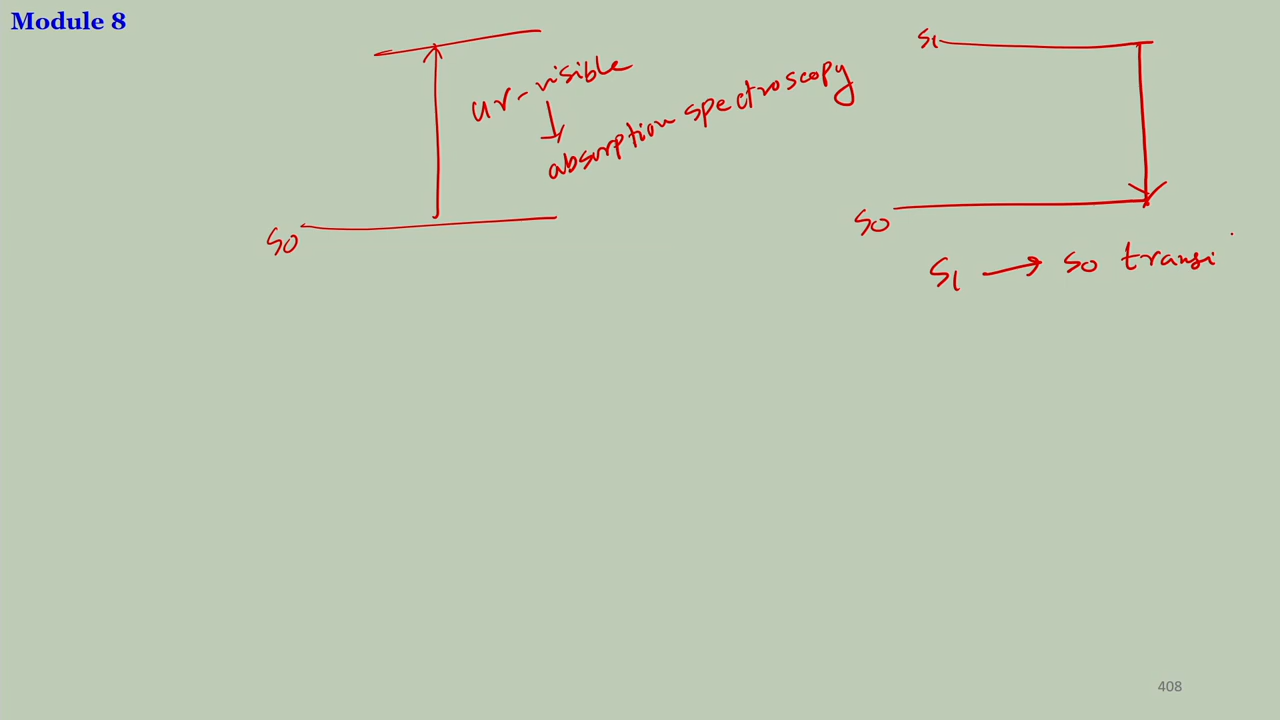 Module 8
uv-visible
absorption spectroscopy
S0
S1
S0
S1 → S0 transi
408